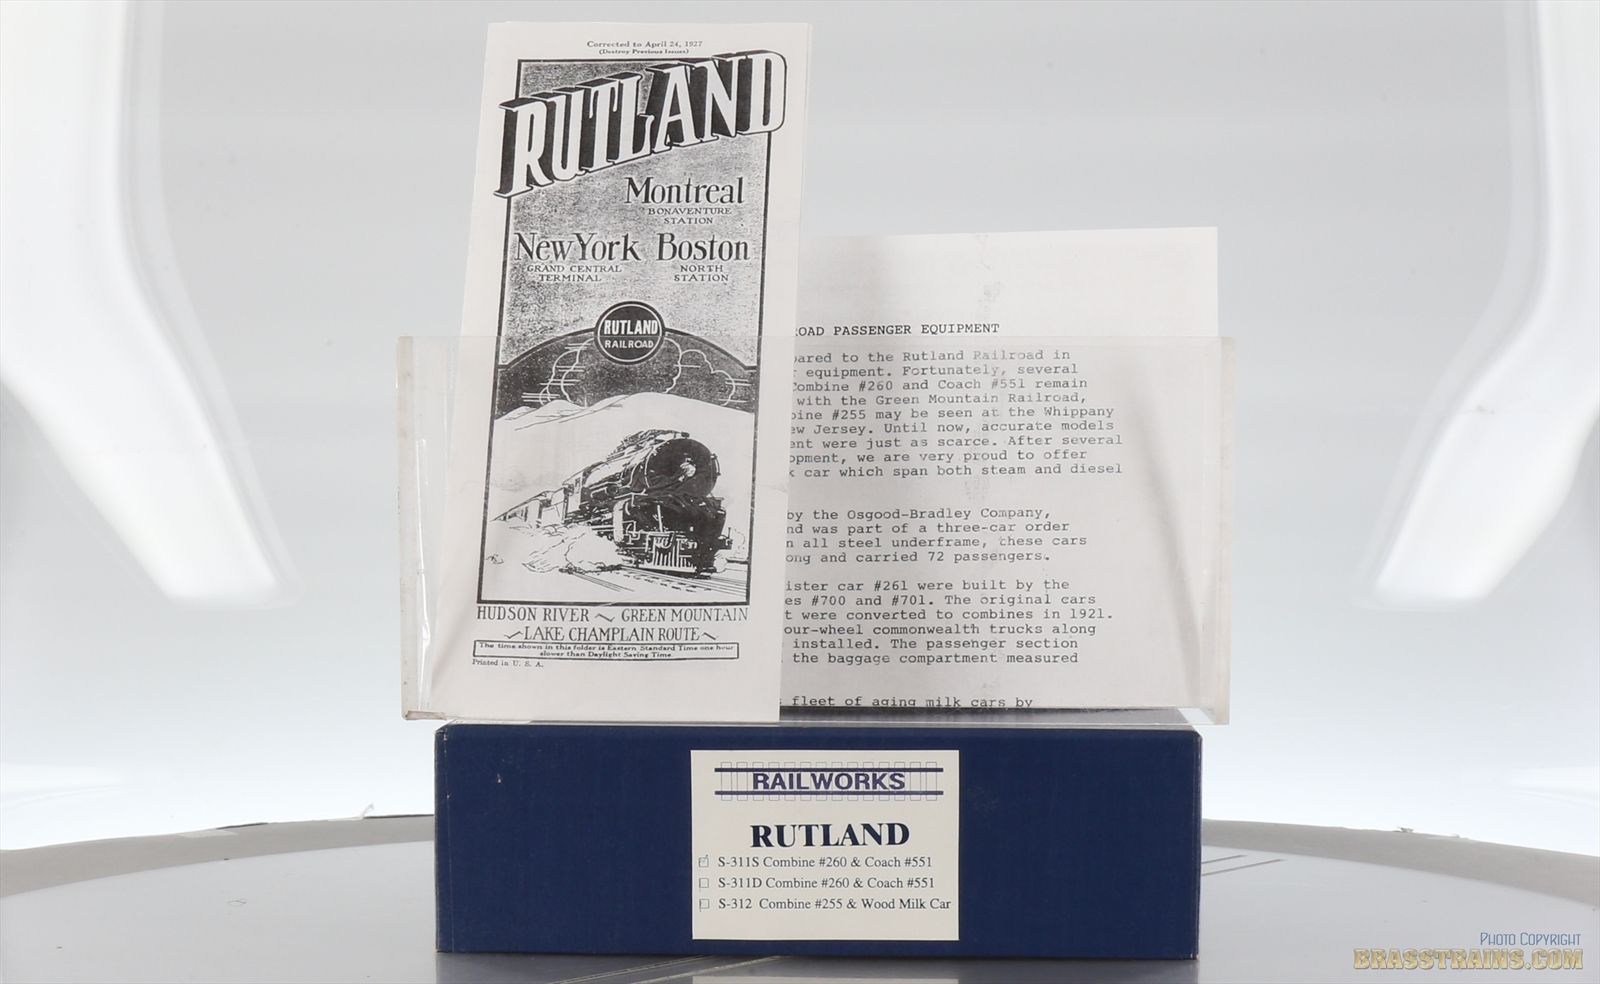 Corrected to April 24, 1927
(Destroy Previous Issues)
RUTLAND
Montreal
BONAVENTURE
STATION
New York Boston
GRAND CENTRAL NORTH
TERMINAL STATION
RUTLAND
RAILROAD
HUDSON RIVER ~ GREEN MOUNTAIN
~ LAKE CHAMPLAIN ROUTE ~
The time shown in this folder is Eastern Standard Time one hour
slower than Daylight Saving Time.
Printed in U. S. A.
ROAD PASSENGER EQUIPMENT
ared to the Rutland Railroad in
equipment. Fortunately, several
Combine #260 and Coach #551 remain
with the Green Mountain Railroad,
bine #255 may be seen at the Whippany
ew Jersey. Until now, accurate models
ent were just as scarce. After several
opment, we are very proud to offer
k car which span both steam and diesel
by the Osgood-Bradley Company,
nd was part of a three-car order
n all steel underframe, these cars
ong and carried 72 passengers.
ister car #261 were built by the
es #700 and #701. The original cars
t were converted to combines in 1921.
our-wheel commonwealth trucks along
installed. The passenger section
the baggage compartment measured
fleet of aging milk cars by
RAILWORKS
RUTLAND
S-311S Combine #260 & Coach #551
S-311D Combine #260 & Coach #551
S-312 Combine #255 & Wood Milk Car
PHOTO COPYRIGHT
BRASSTRAINS.COM